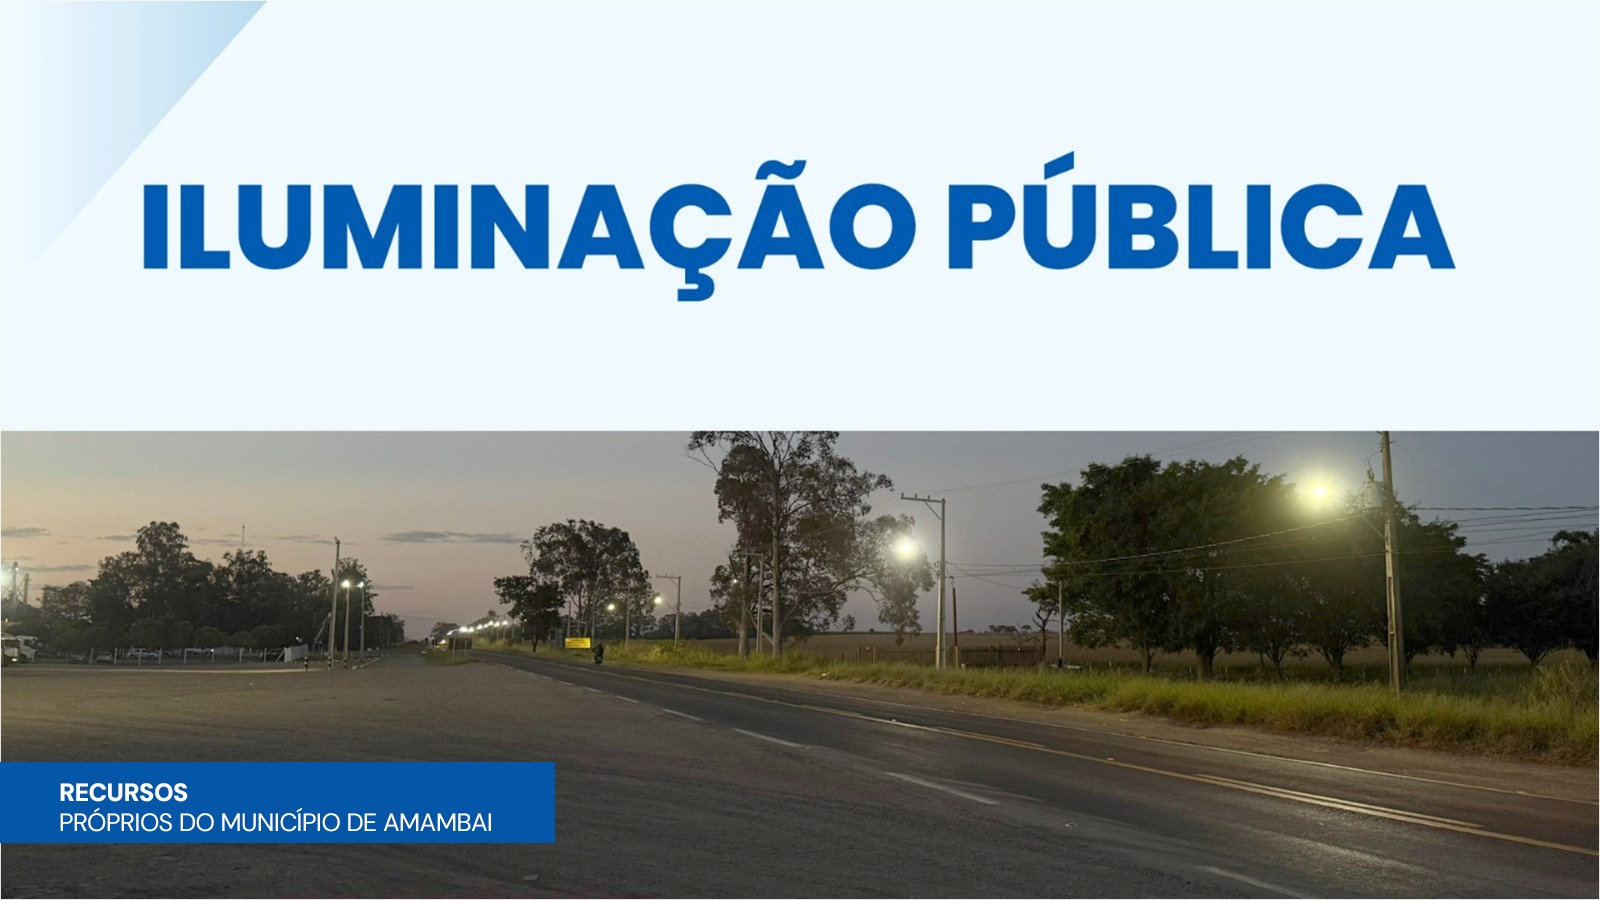 ILUMINAÇÃO PÚBLICA
RECURSOS
PRÓPRIOS DO MUNICÍPIO DE AMAMBAI